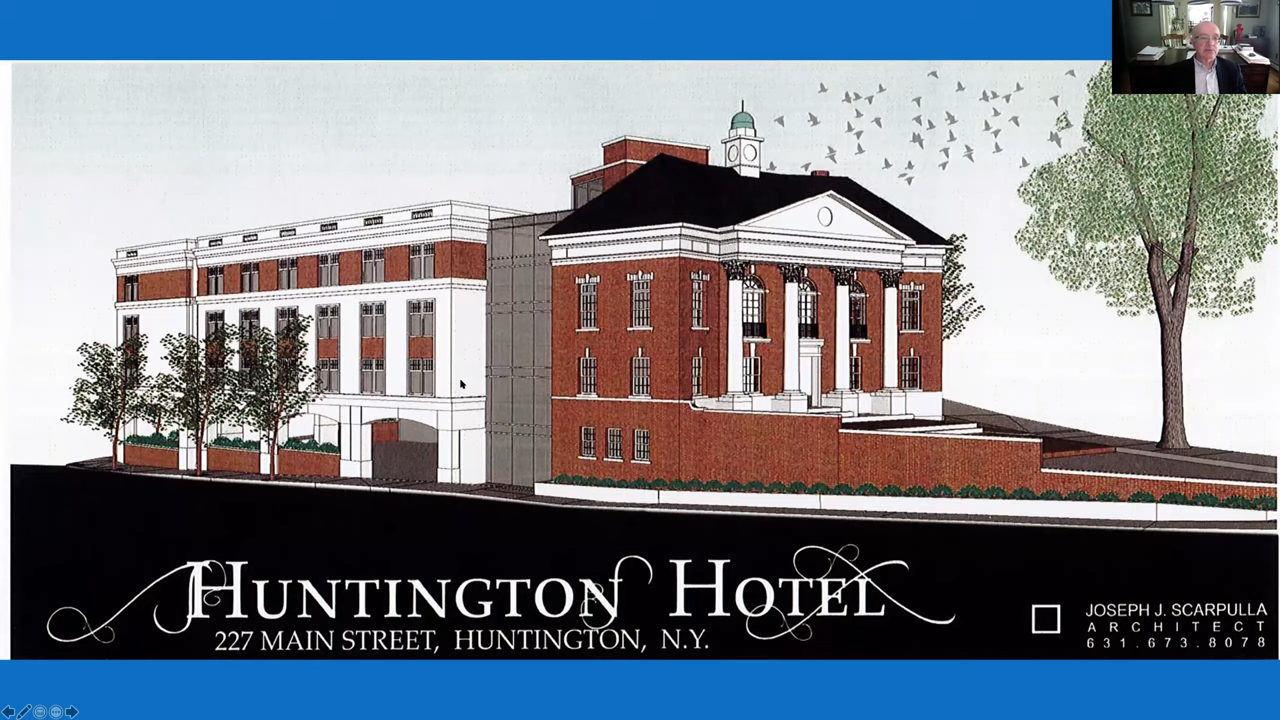 HUNTINGTON HOTEL
227 MAIN STREET, HUNTINGTON, N.Y.
JOSEPH J. SCARPULLA
ARCHITECT
631.673.8078